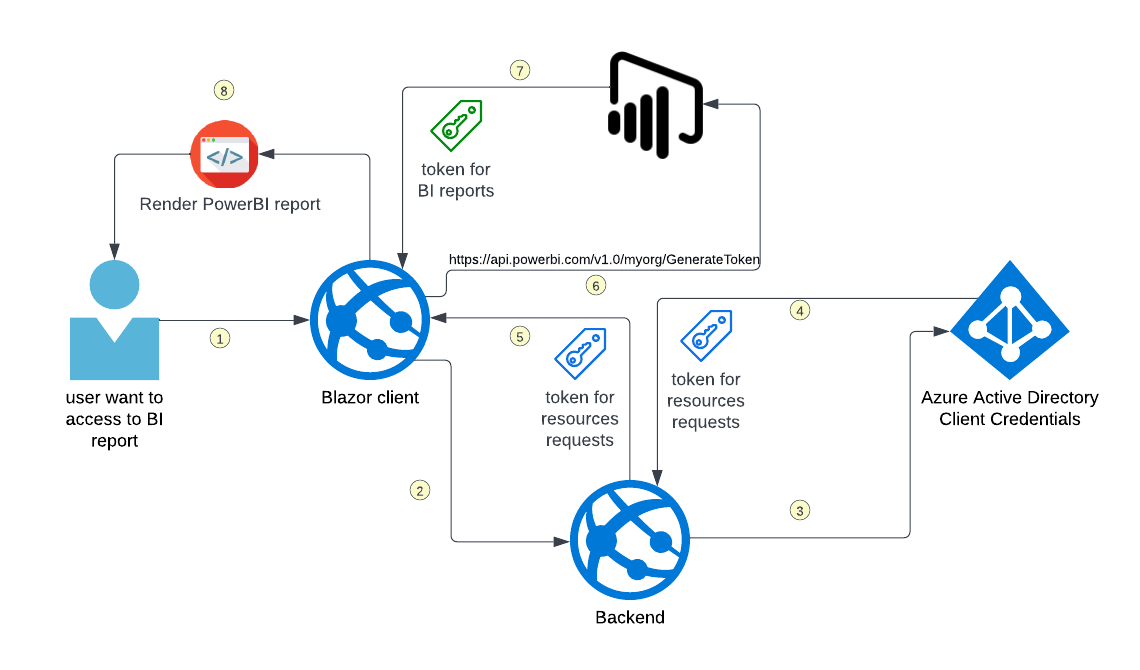 7
8
token for
BI reports
Render PowerBI report
https://api.powerbi.com/v1.0/myorg/GenerateToken
6
4
1
5
token for
resources
requests
token for
resources
requests
user want to
access to BI
report
Blazor client
Azure Active Directory
Client Credentials
2
3
Backend